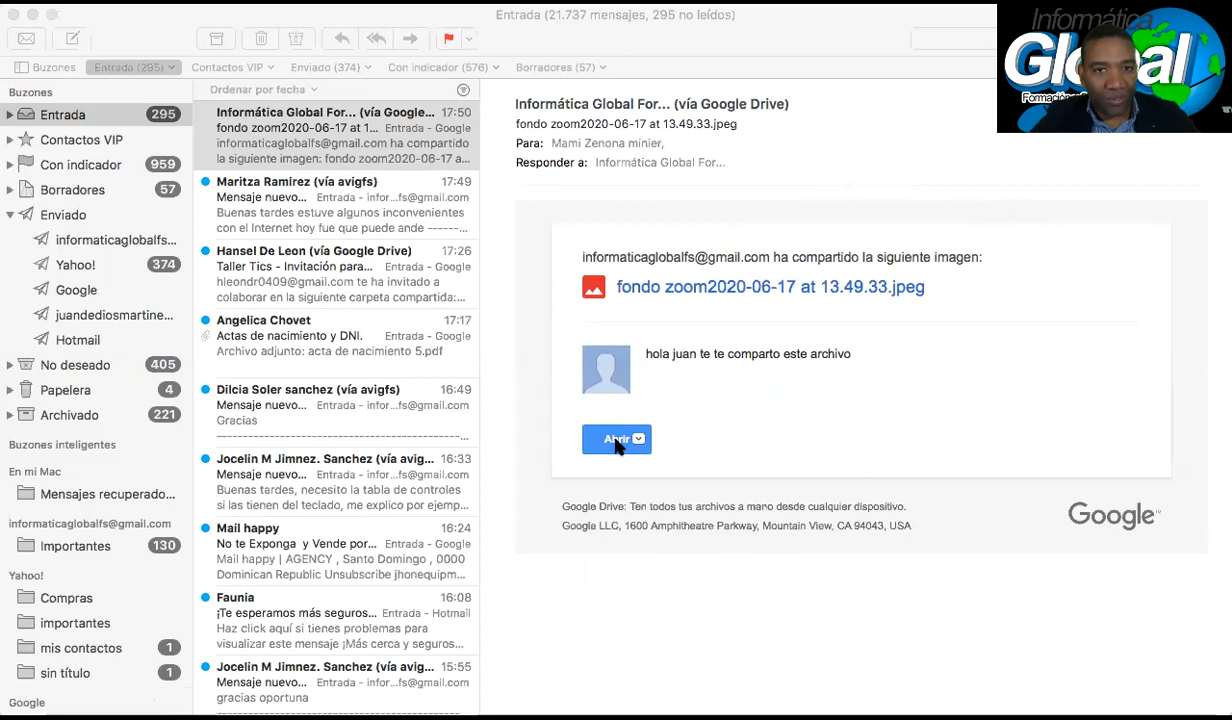 Entrada (21.737 mensajes, 295 no leídos)
Buzones
Entrada (295)
Contactos VIP
Enviado (374)
Con indicador (576)
Borradores (57)
Buzones
Entrada 295
Contactos VIP
Con indicador 959
Borradores 57
Enviado
informaticaglobalfs...
Yahoo! 374
Google
juandediosmartine...
Hotmail
No deseado 405
Papelera 4
Archivado 221
Buzones inteligentes
En mi Mac
Mensajes recuperado...
informaticaglobalfs@gmail.com
Importantes 130
Yahoo!
Compras
importantes
mis contactos 1
sin título 1
Google
Ordenar por fecha
Informática Global For... (vía Google... 17:50
fondo zoom2020-06-17 at 1... Entrada - Google
informaticaglobalfs@gmail.com ha compartido
la siguiente imagen: fondo zoom2020-06-17 a...
Maritza Ramirez (vía avigfs) 17:49
Mensaje nuevo... Entrada - infor...fs@gmail.com
Buenas tardes estuve algunos inconvenientes
con el Internet hoy fue que puede ande ------...
Hansel De Leon (vía Google Drive) 17:26
Taller Tics - Invitación para... Entrada - Google
hleondr0409@gmail.com te ha invitado a
colaborar en la siguiente carpeta compartida:...
Angelica Chovet 17:17
Actas de nacimiento y DNI. Entrada - Google
Archivo adjunto: acta de nacimiento 5.pdf
Dilcia Soler sanchez (vía avigfs) 16:49
Mensaje nuevo... Entrada - infor...fs@gmail.com
Gracias
Jocelin M Jimnez. Sanchez (vía avig... 16:33
Mensaje nuevo... Entrada - infor...fs@gmail.com
Buenas tardes, necesito la tabla de controles
si las tienen del teclado, me explico por ejemp...
Mail happy 16:24
No te Exponga y Vende por... Entrada - Google
Mail happy | AGENCY , Santo Domingo , 0000
Dominican Republic Unsubscribe jhonequipm...
Faunia 16:08
¡Te esperamos más seguros... Entrada - Hotmail
Haz click aquí si tienes problemas para
visualizar este mensaje ¡Más cerca y seguros...
Jocelin M Jimnez. Sanchez (vía avig... 15:55
Mensaje nuevo... Entrada - infor...fs@gmail.com
gracias oportuna
Informática Global For... (vía Google Drive)
fondo zoom2020-06-17 at 13.49.33.jpeg
Para: Mami Zenona minier,
Responder a: Informática Global For...
informaticaglobalfs@gmail.com ha compartido la siguiente imagen:
fondo zoom2020-06-17 at 13.49.33.jpeg
hola juan te te comparto este archivo
Abrir
Google Drive: Ten todos tus archivos a mano desde cualquier dispositivo.
Google LLC, 1600 Amphitheatre Parkway, Mountain View, CA 94043, USA
Google
Informática
Global